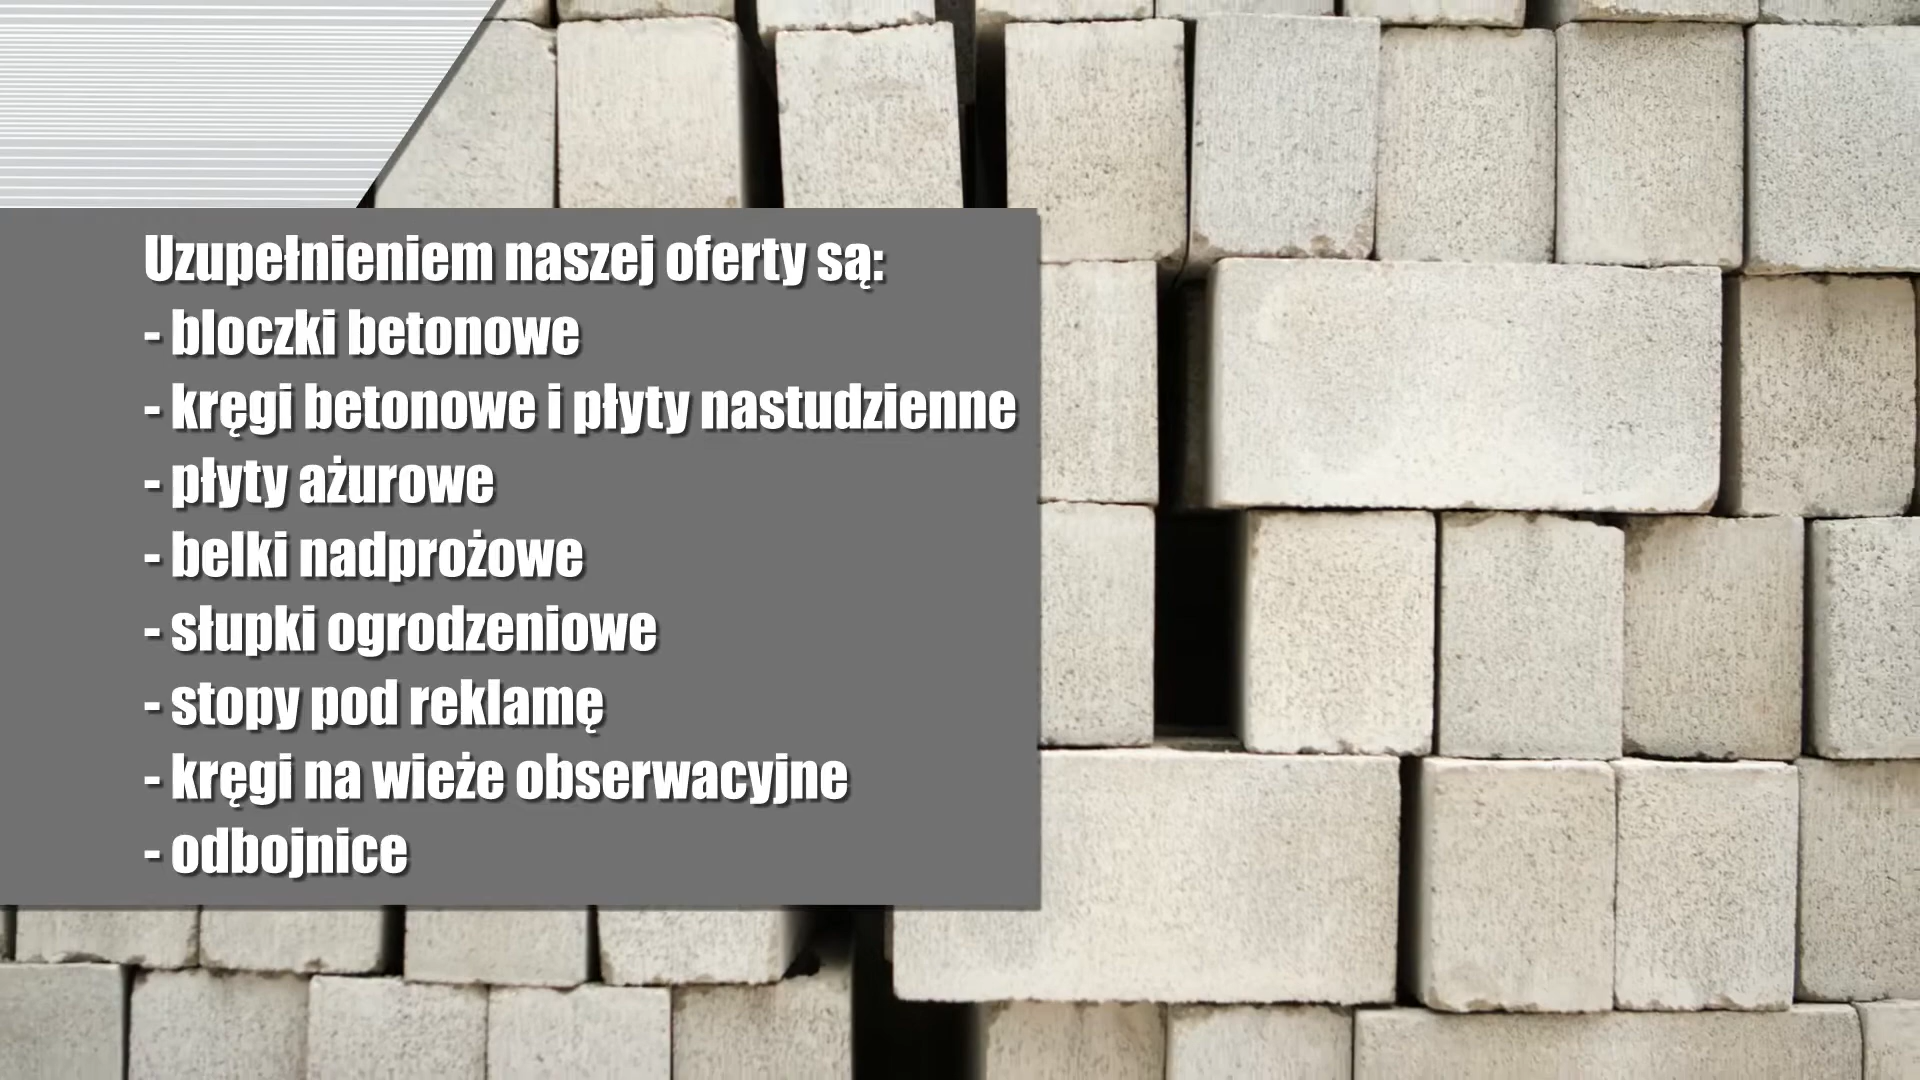 Uzupełnieniem naszej oferty są:
- bloczki betonowe
- kręgi betonowe i płyty nastudzienne
- płyty ażurowe
- belki nadprożowe
- słupki ogrodzeniowe
- stopy pod reklamę
- kręgi na wieże obserwacyjne
- odbojnice